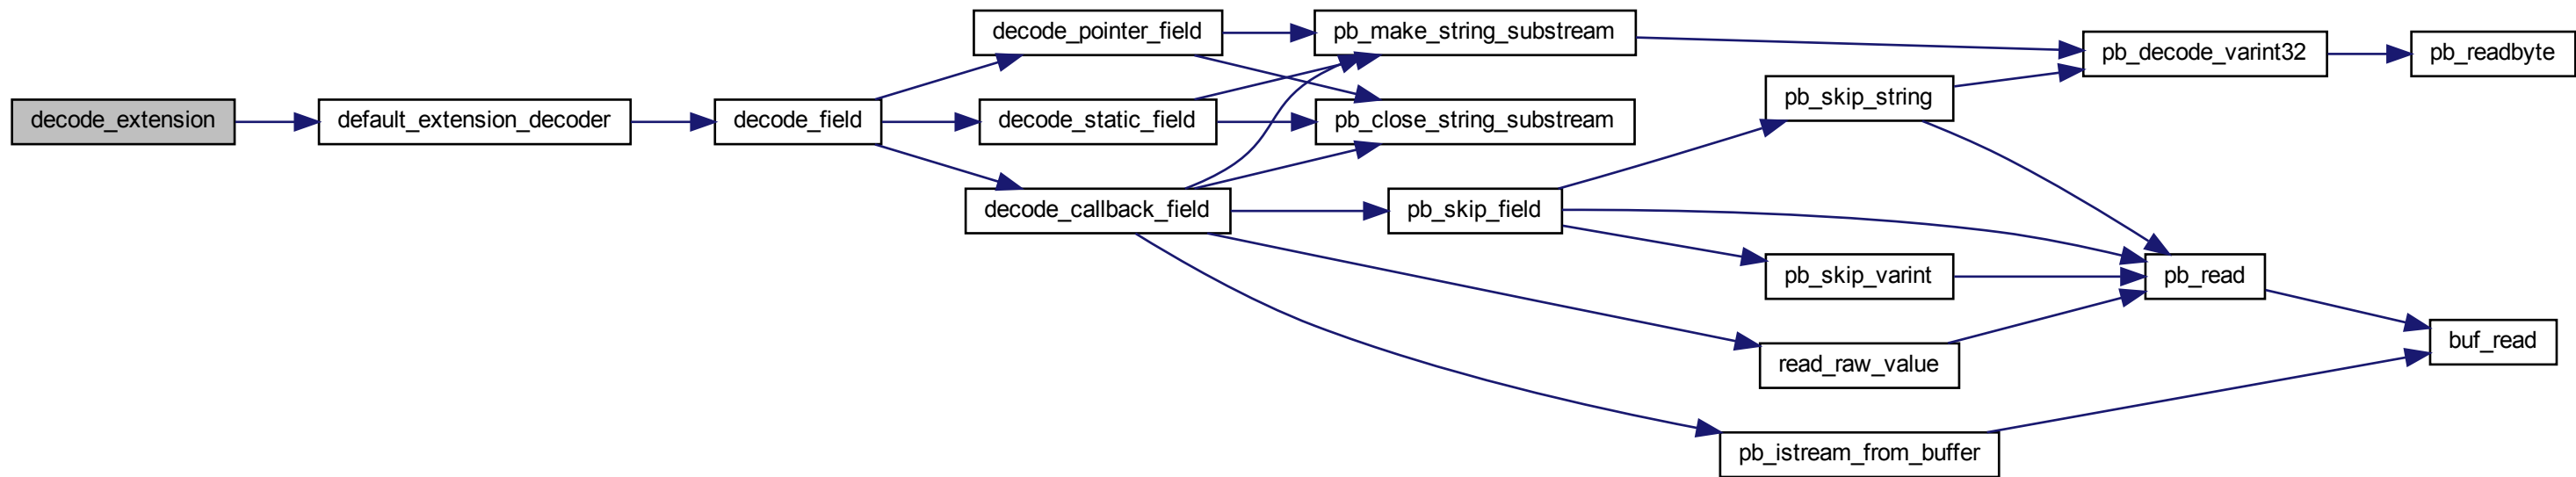 decode_extension
default_extension_decoder
decode_field
decode_pointer_field
decode_static_field
decode_callback_field
pb_make_string_substream
pb_close_string_substream
pb_skip_field
pb_skip_string
pb_skip_varint
read_raw_value
pb_istream_from_buffer
pb_decode_varint32
pb_read
pb_readbyte
buf_read